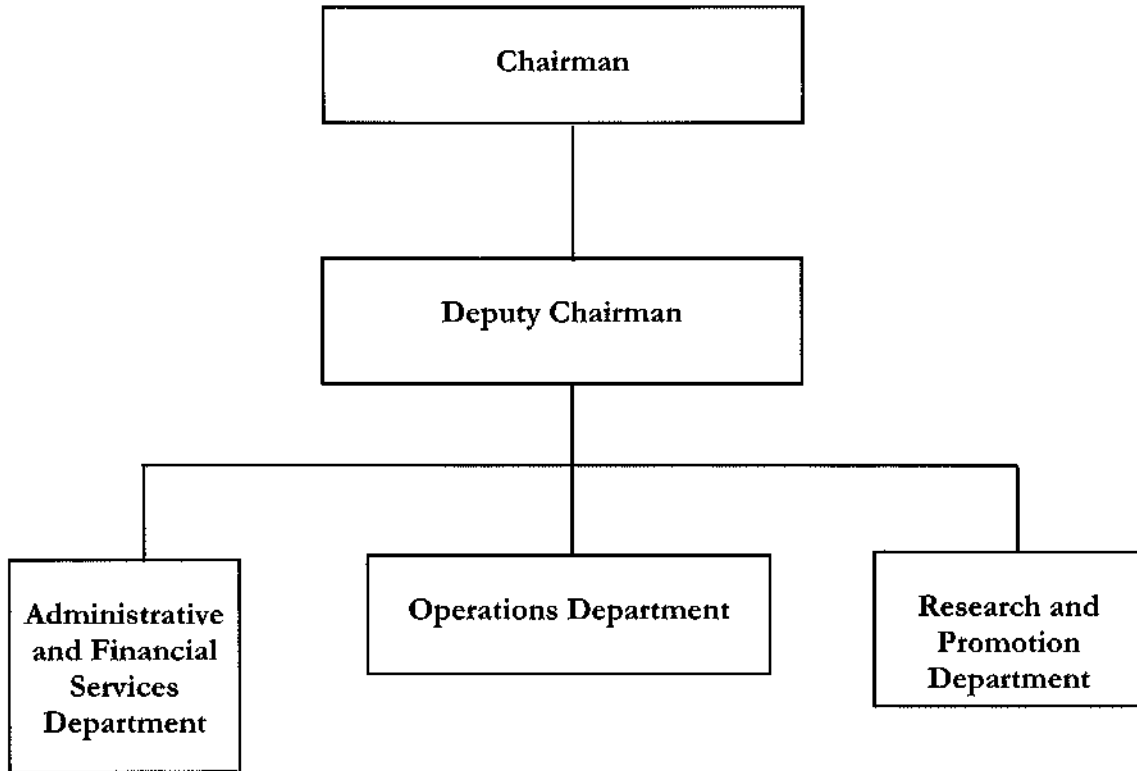 Chairman
Deputy Chairman
Administrative
and Financial
Services
Department
Operations Department
Research and
Promotion
Department